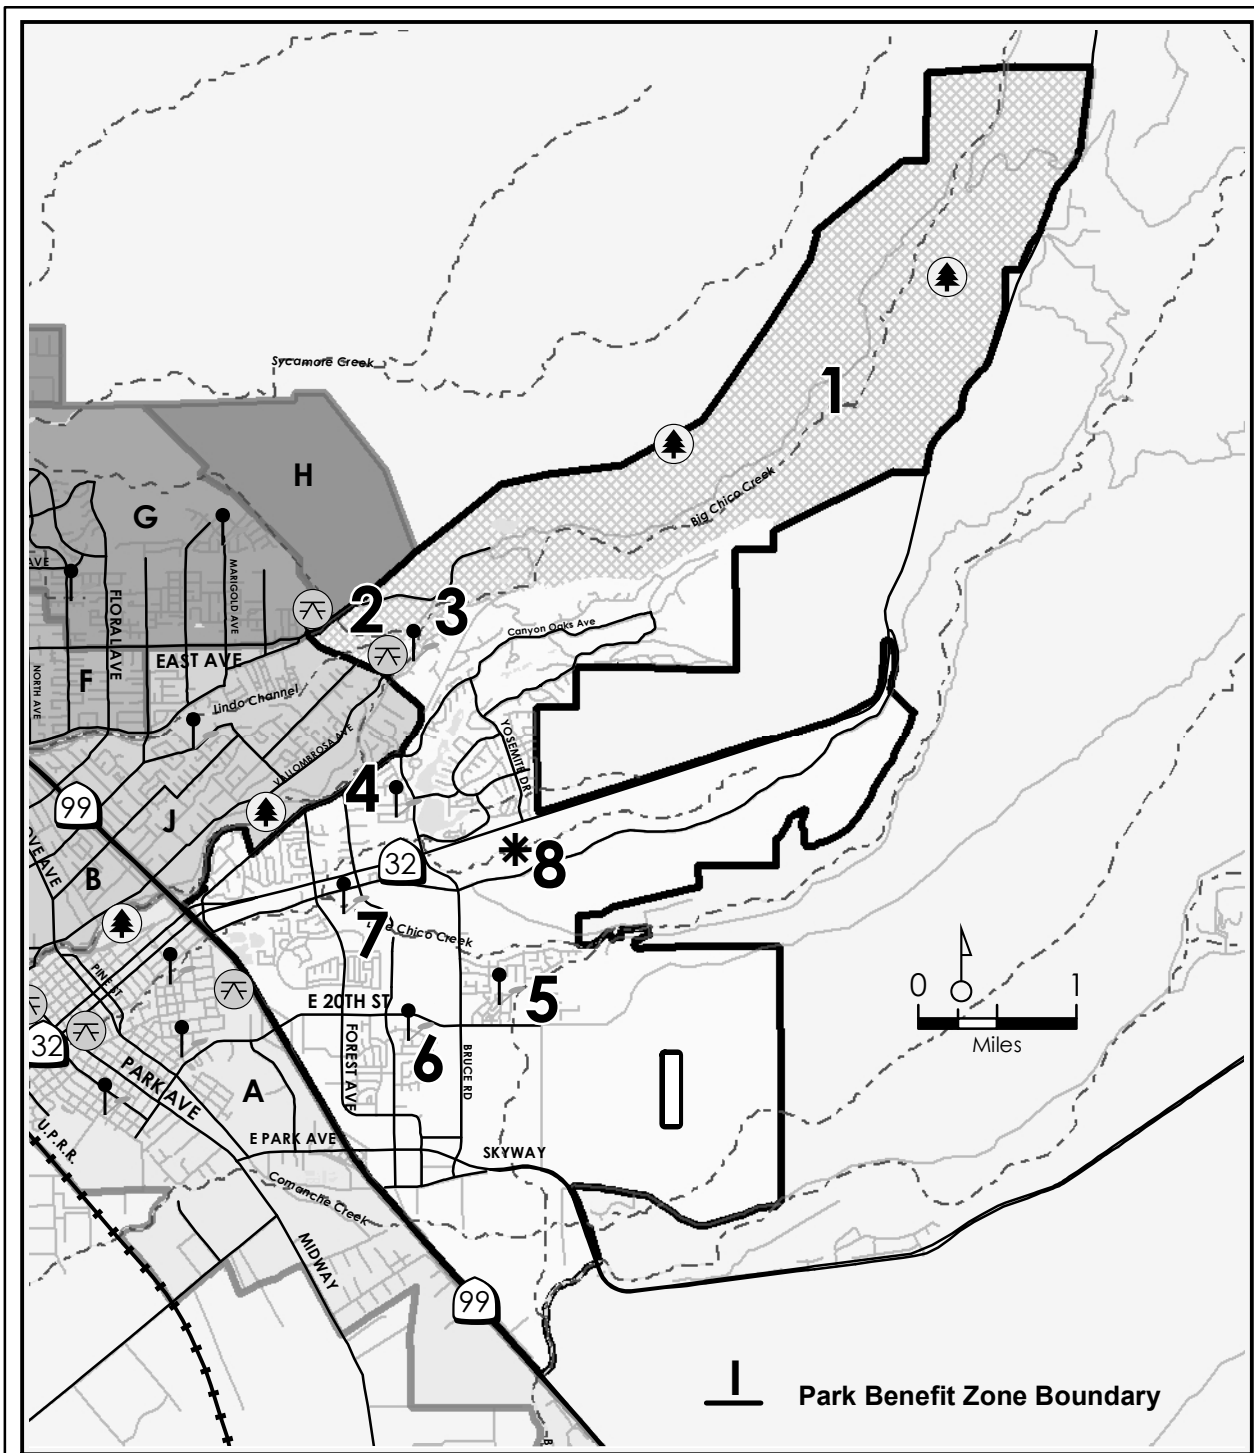 Sycamore Creek
1
H
G
Big Chico Creek
AVE
MARIGOLD AVE
FLORAL AVE
2
3
Canyon Oaks Ave
EAST AVE
F
NORTH AVE
Lindo Channel
YOSEMITE DR
VALLOMBROSA AVE
4
99
J
32
8
B
7
Chico Creek
PINE ST
5
0
1
Miles
E 20TH ST
FOREST AVE
6
BRUCE RD
32
PARK AVE
A
U.P.R.R.
E PARK AVE
SKYWAY
Comanche Creek
MIDWAY
99
I
Park Benefit Zone Boundary
B